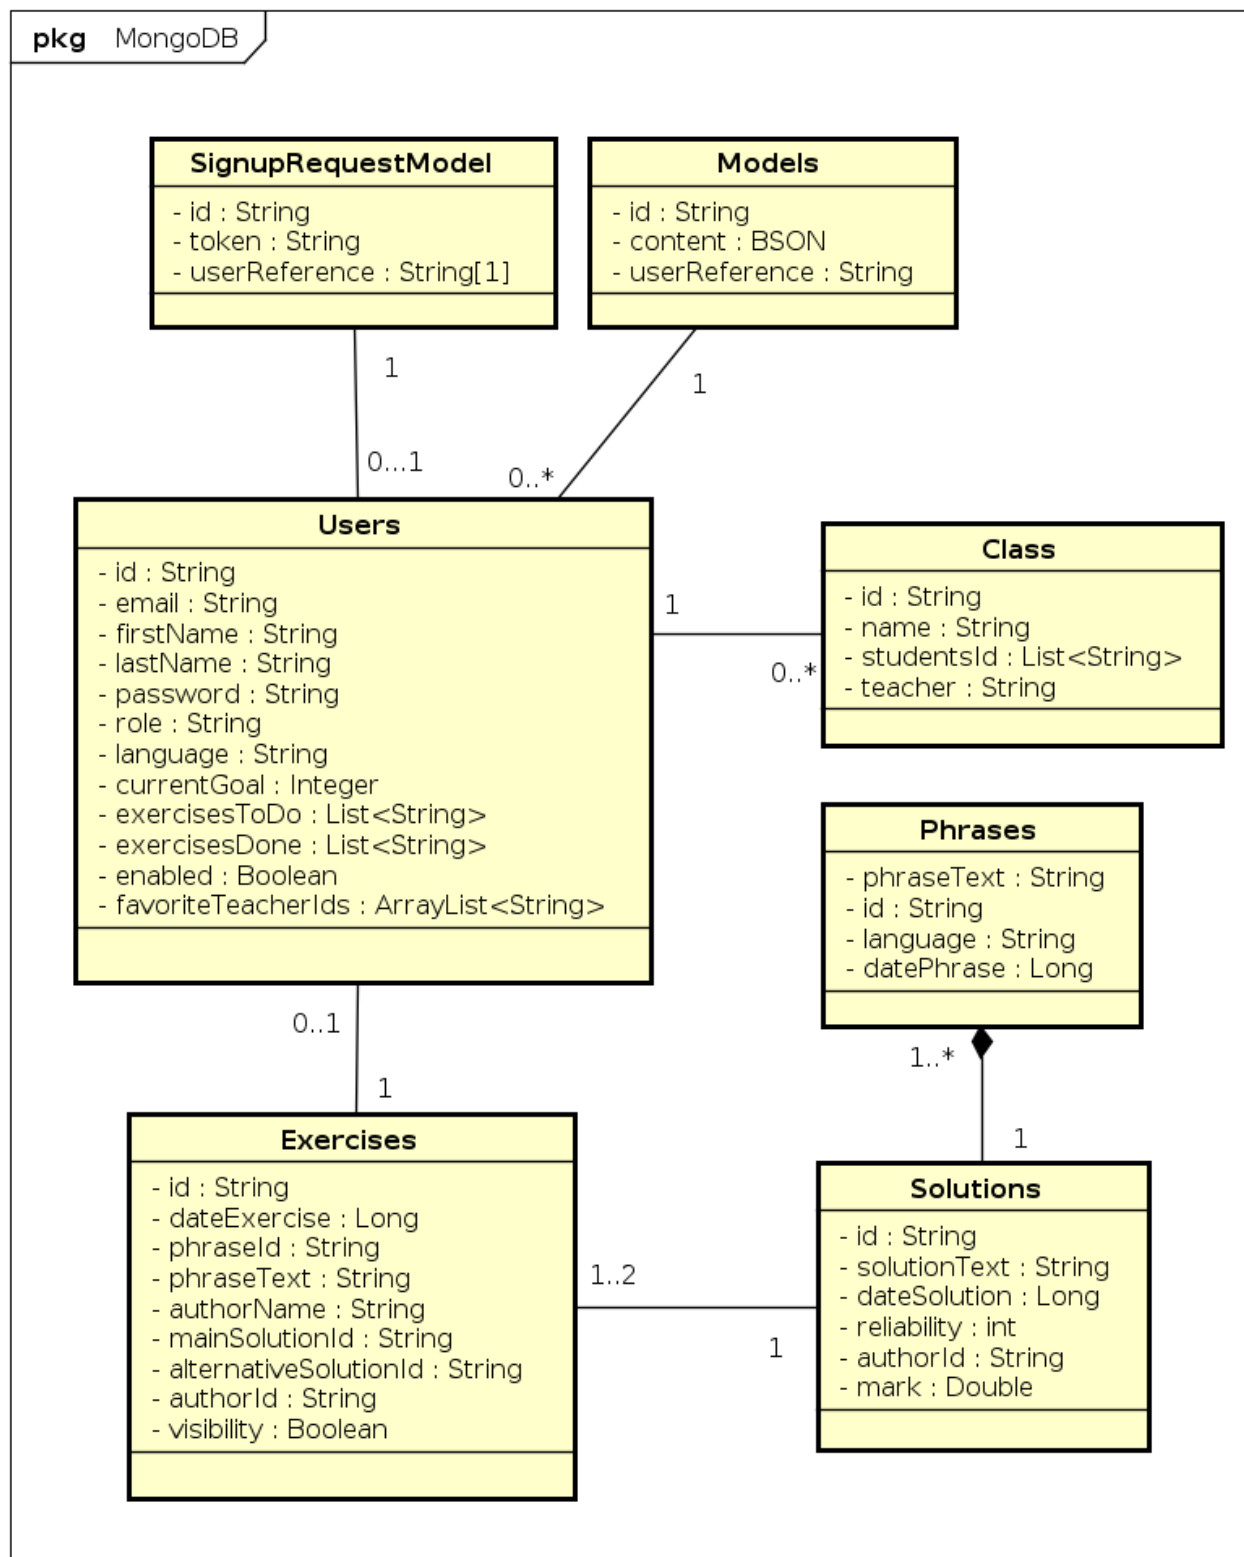 pkg MongoDB
SignupRequestModel
- id : String
- token : String
- userReference : String[1]
Models
- id : String
- content : BSON
- userReference : String
1
1
0...1
0..*
Users
- id : String
- email : String
- firstName : String
- lastName : String
- password : String
- role : String
- language : String
- currentGoal : Integer
- exercisesToDo : List<String>
- exercisesDone : List<String>
- enabled : Boolean
- favoriteTeacherIds : ArrayList<String>
1
0..*
Class
- id : String
- name : String
- studentsId : List<String>
- teacher : String
Phrases
- phraseText : String
- id : String
- language : String
- datePhrase : Long
0..1
1
1..*
1
Exercises
- id : String
- dateExercise : Long
- phraseId : String
- phraseText : String
- authorName : String
- mainSolutionId : String
- alternativeSolutionId : String
- authorId : String
- visibility : Boolean
1..2
1
Solutions
- id : String
- solutionText : String
- dateSolution : Long
- reliability : int
- authorId : String
- mark : Double